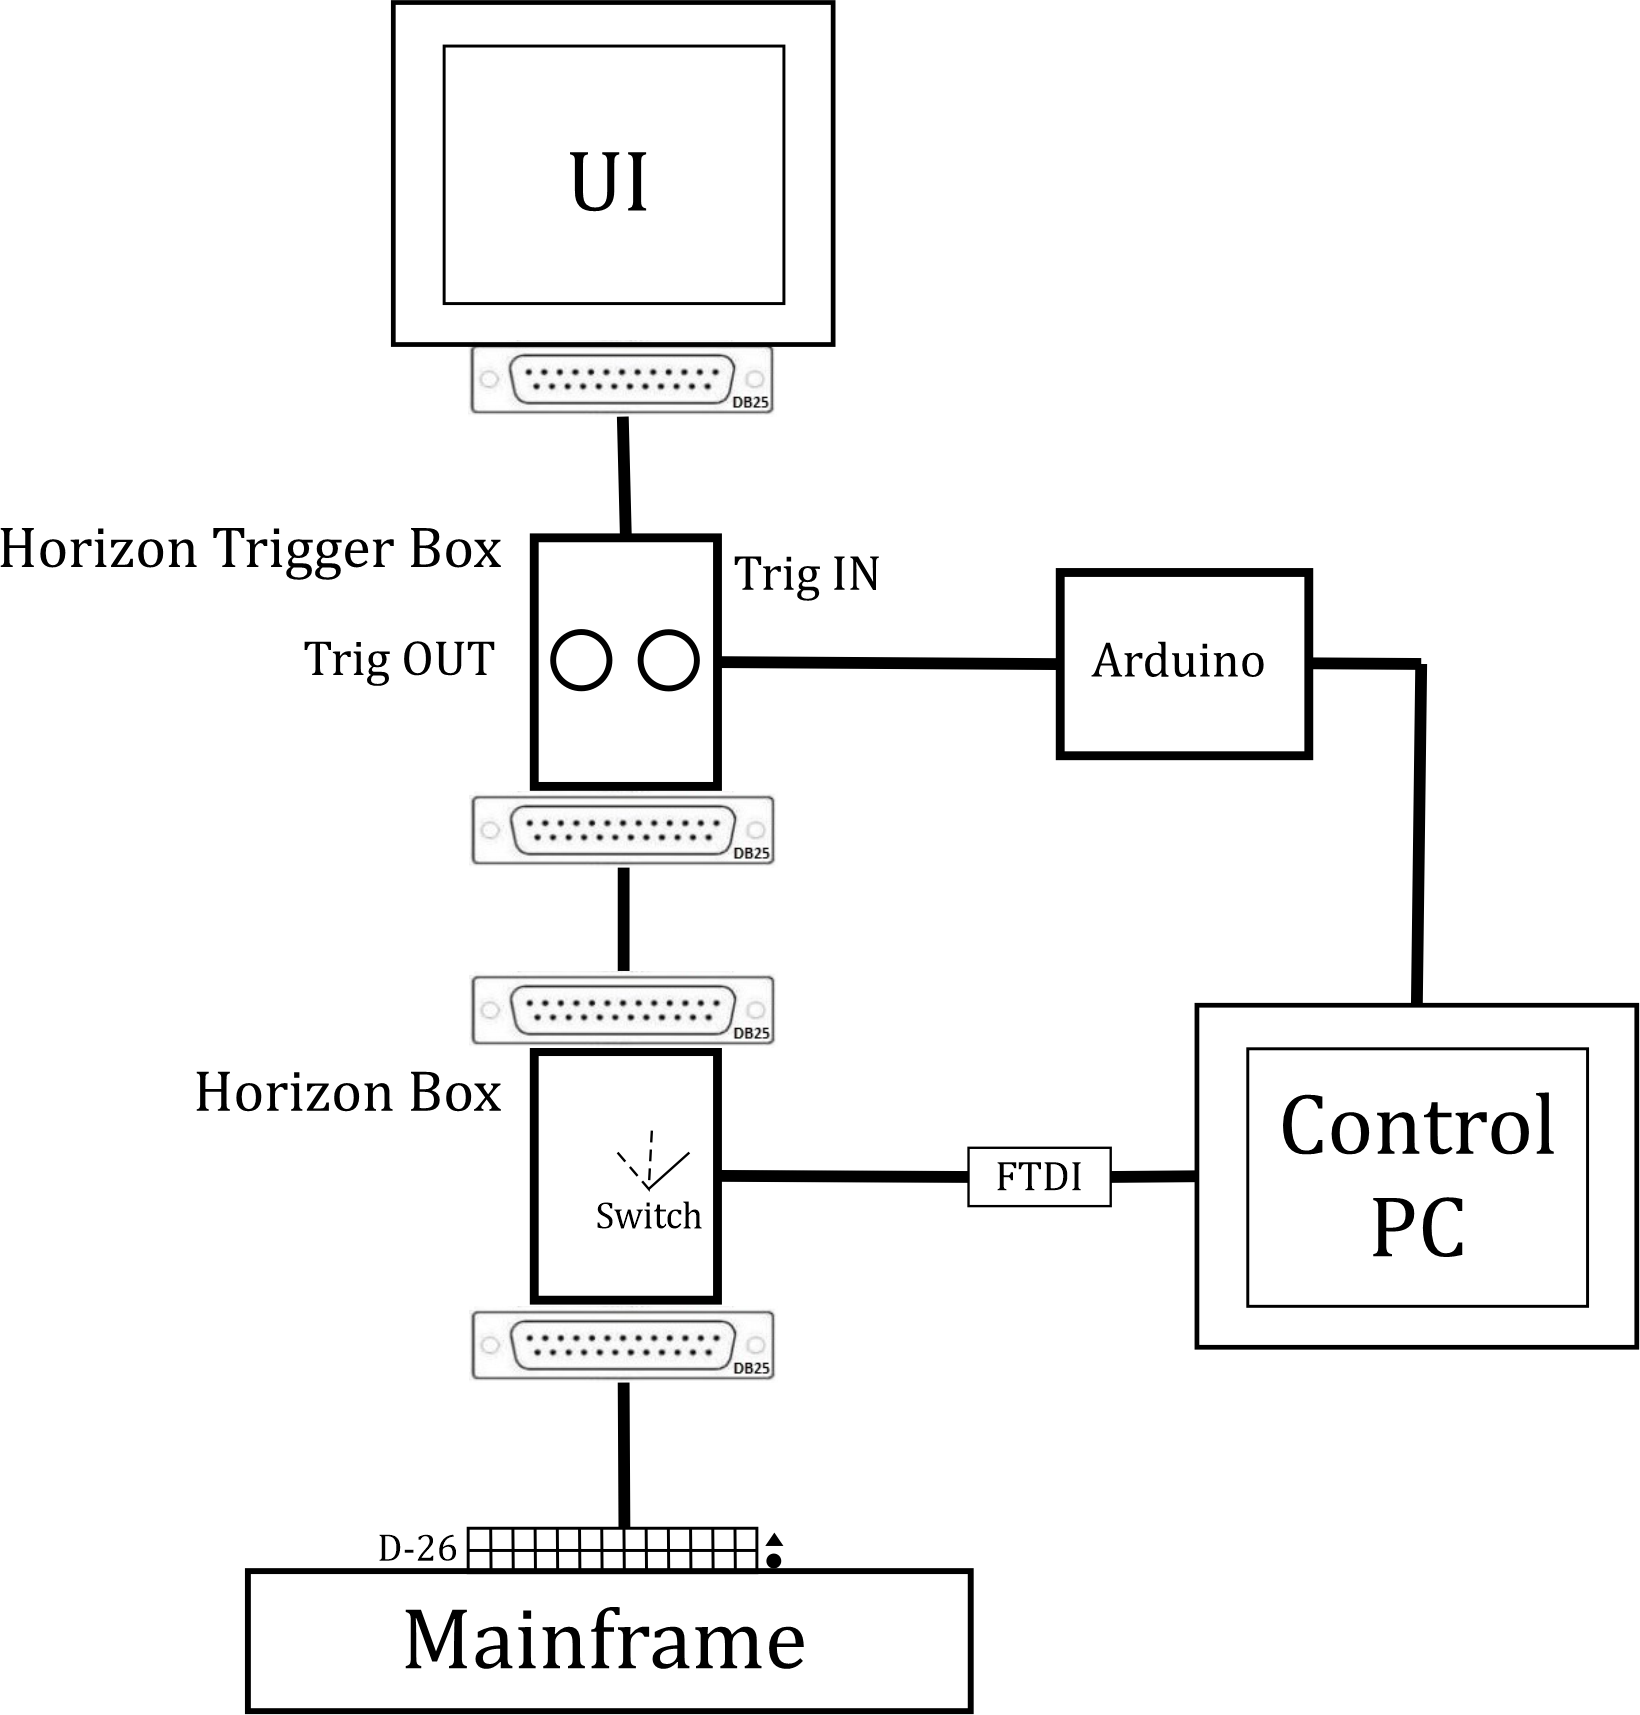 UI
DB25
Horizon Trigger Box
Trig IN
Trig OUT
Arduino
DB25
DB25
Horizon Box
Switch
FTDI
Control
PC
DB25
D-26
Mainframe